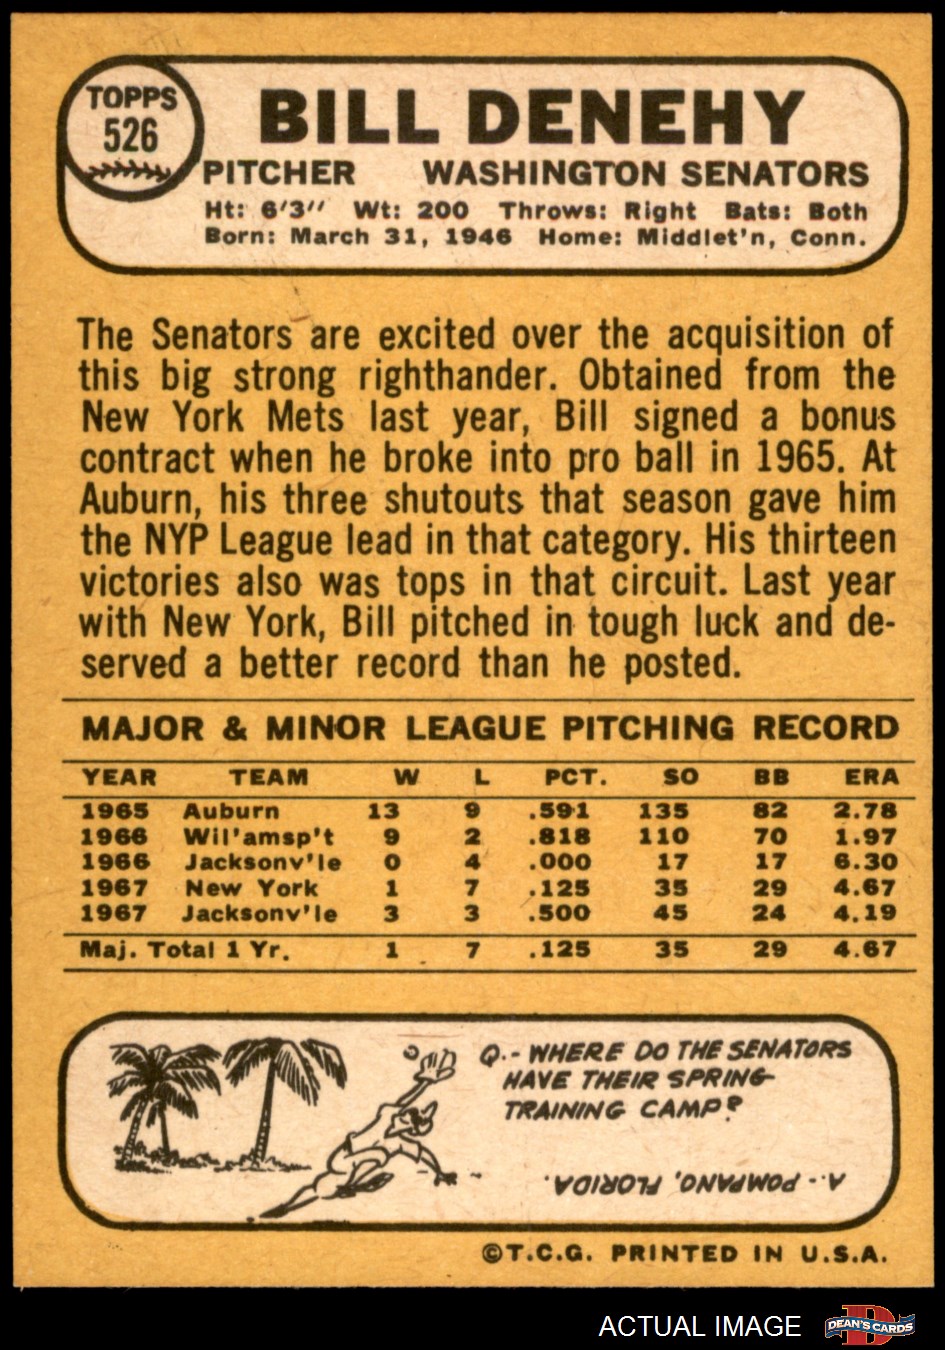 TOPPS
526
BILL DENEHY
PITCHER WASHINGTON SENATORS
Ht: 6'3" Wt: 200 Throws: Right Bats: Both
Born: March 31, 1946 Home: Middlet'n, Conn.
The Senators are excited over the acquisition of
this big strong righthander. Obtained from the
New York Mets last year, Bill signed a bonus
contract when he broke into pro ball in 1965. At
Auburn, his three shutouts that season gave him
the NYP League lead in that category. His thirteen
victories also was tops in that circuit. Last year
with New York, Bill pitched in tough luck and de-
served a better record than he posted.
MAJOR & MINOR LEAGUE PITCHING RECORD
YEAR TEAM W L PCT. SO BB ERA
1965 Auburn 13 9 .591 135 82 2.78
1966 Wil'amsp't 9 2 .818 110 70 1.97
1966 Jacksonv'le 0 4 .000 17 17 6.30
1967 New York 1 7 .125 35 29 4.67
1967 Jacksonv'le 3 3 .500 45 24 4.19
Maj. Total 1 Yr. 1 7 .125 35 29 4.67
Q.- WHERE DO THE SENATORS
HAVE THEIR SPRING
TRAINING CAMP?
A.- POMPANO, FLORIDA.
©T.C.G. PRINTED IN U.S.A.
ACTUAL IMAGE
D
DEAN'S CARDS